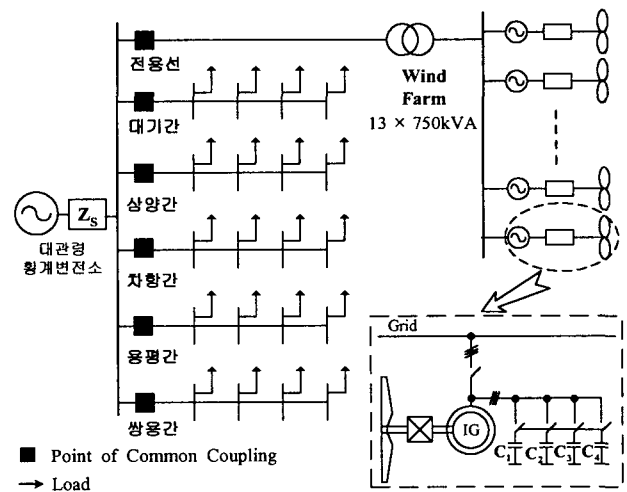 전용선
Wind
Farm
13 × 750kVA
대기간
삼양간
Zs
대관령
횡계변전소
차항간
용평간
쌍용간
Grid
IG
C1 C2 C3 C4
Point of Common Coupling
Load